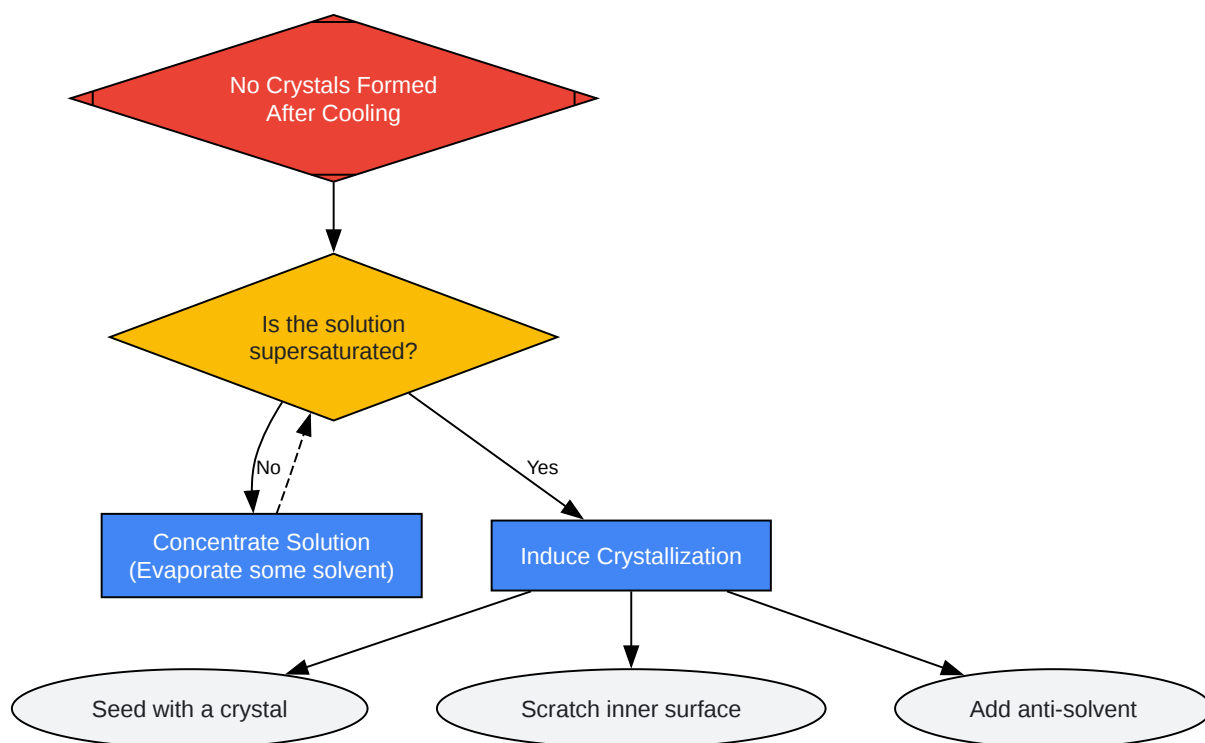 No Crystals Formed
After Cooling
Is the solution
supersaturated?
No
Yes
Concentrate Solution
(Evaporate some solvent)
Induce Crystallization
Seed with a crystal
Scratch inner surface
Add anti-solvent